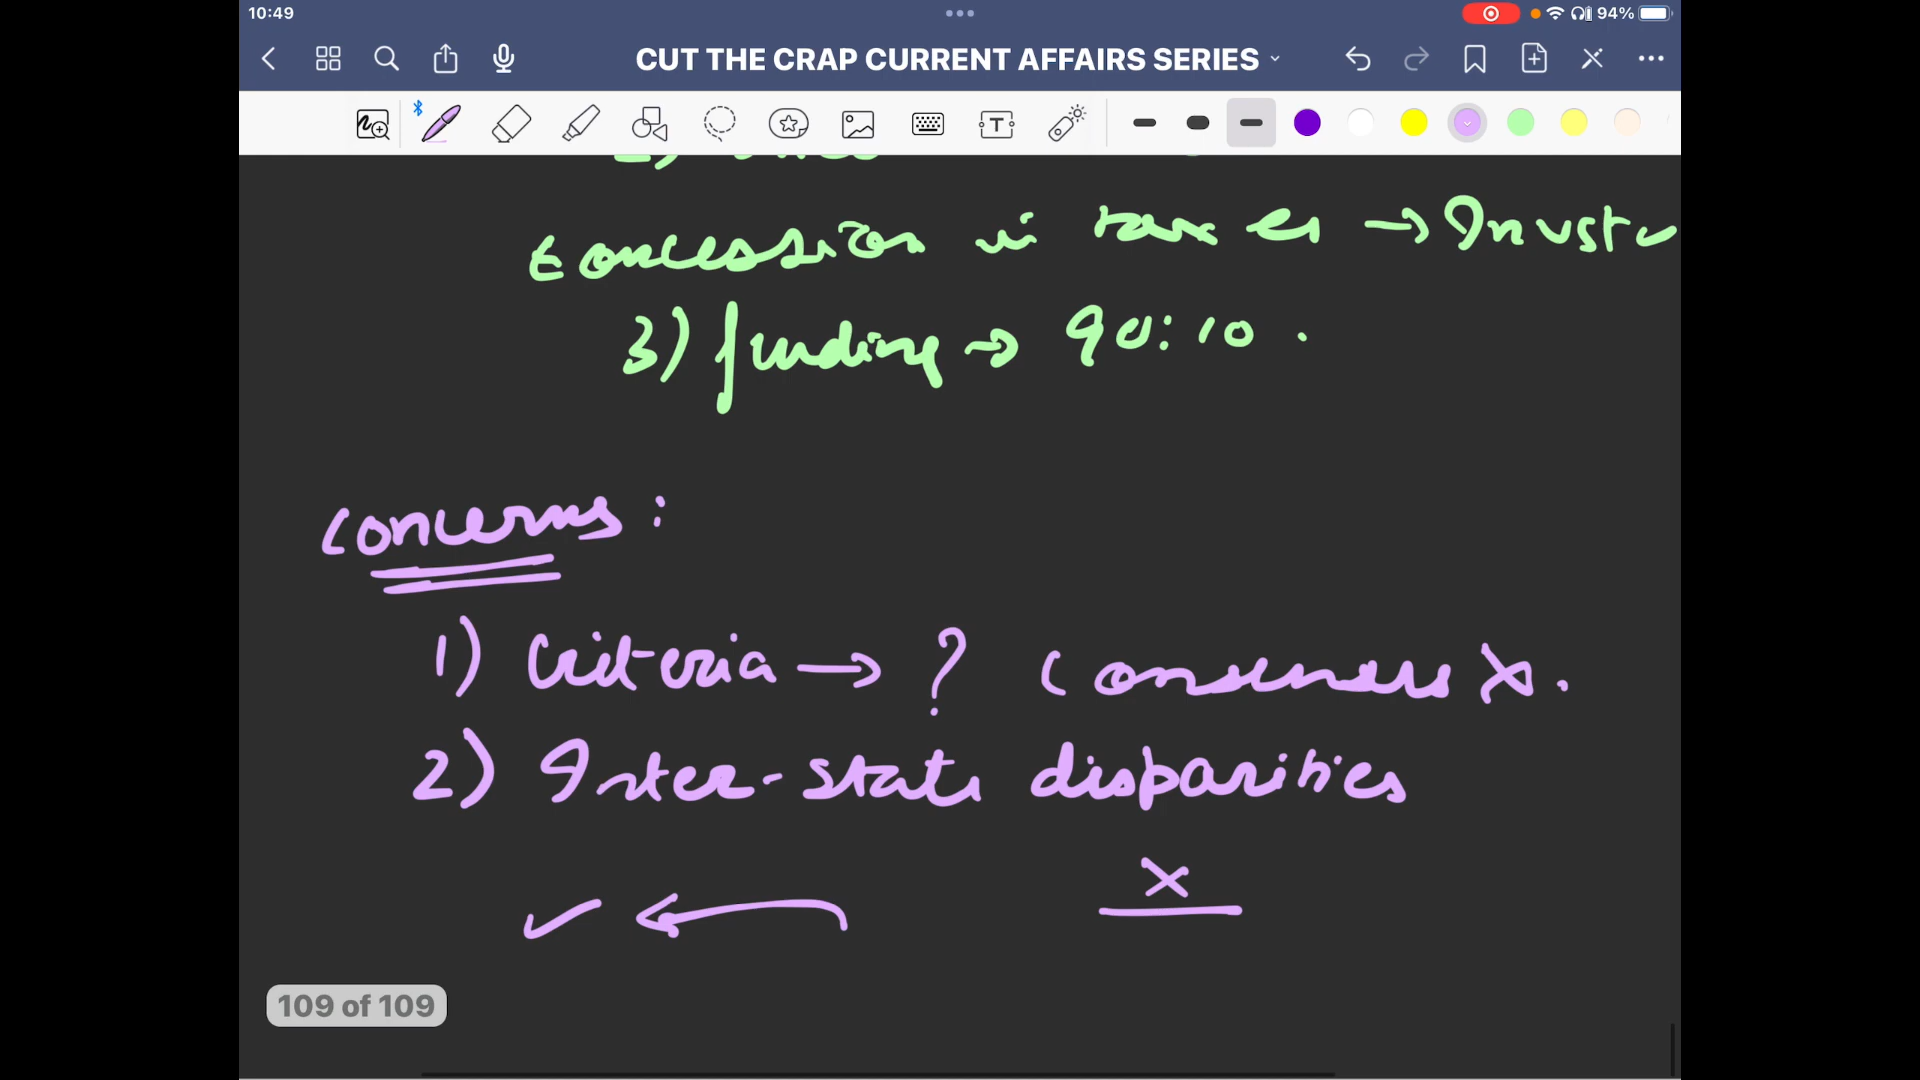 10:49
94%
CUT THE CRAP CURRENT AFFAIRS SERIES
T
concession in taxes →
3) funding → 90:10.
Concerns:
1) Criteria → ? Consensus X.
2) Inter-state disparities
X
109 of 109